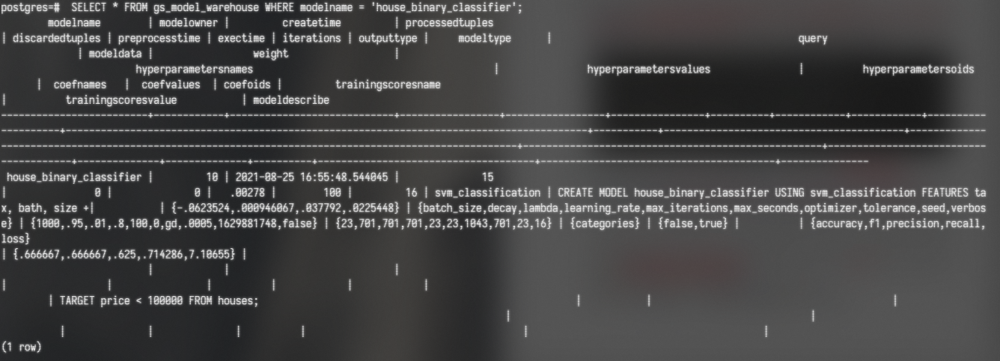 postgres=#  SELECT * FROM gs_model_warehouse WHERE modelname = 'house_binary_classifier';
modelname | modelowner | createtime | processedtuples
| discardedtuples | preprocesstime | exectime | iterations | outputtype | modeltype | query
| modeldata | weight |
hyperparametersnames | hyperparametersvalues | hyperparametersoids
| coefnames | coefvalues | coefoids | trainingscoresname
| trainingscoresvalue | modeldescribe
house_binary_classifier | 10 | 2021-08-25 16:55:48.544045 | 15
| 0 | 0 | .00278 | 100 | 16 | svm_classification | CREATE MODEL house_binary_classifier USING svm_classification FEATURES ta
x, bath, size +| | {-.0623524,.000946067,.037792,.0225448} | {batch_size,decay,lambda,learning_rate,max_iterations,max_seconds,optimizer,tolerance,seed,verbos
e} | {1000,.95,.01,.8,100,0,gd,.0005,1629881748,false} | {23,701,701,701,23,23,1043,701,23,16} | {categories} | {false,true} | | {accuracy,f1,precision,recall,
loss}
| {.666667,.666667,.625,.714286,7.10655} |
| | |
| | | | | |
| TARGET price < 100000 FROM houses; | | |
| |
| | | | | |
(1 row)